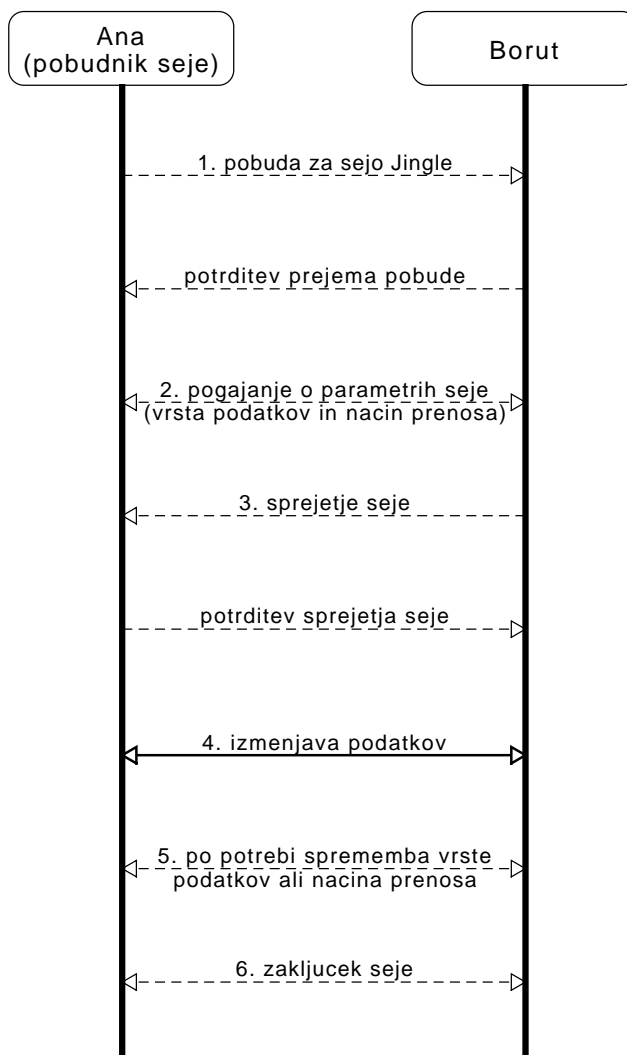 Ana
(pobudnik seje)
Borut
1. pobuda za sejo Jingle
potrditev prejema pobude
2. pogajanje o parametrih seje
(vrsta podatkov in nacin prenosa)
3. sprejetje seje
potrditev sprejetja seje
4. izmenjava podatkov
5. po potrebi sprememba vrste
podatkov ali nacina prenosa
6. zakljucek seje